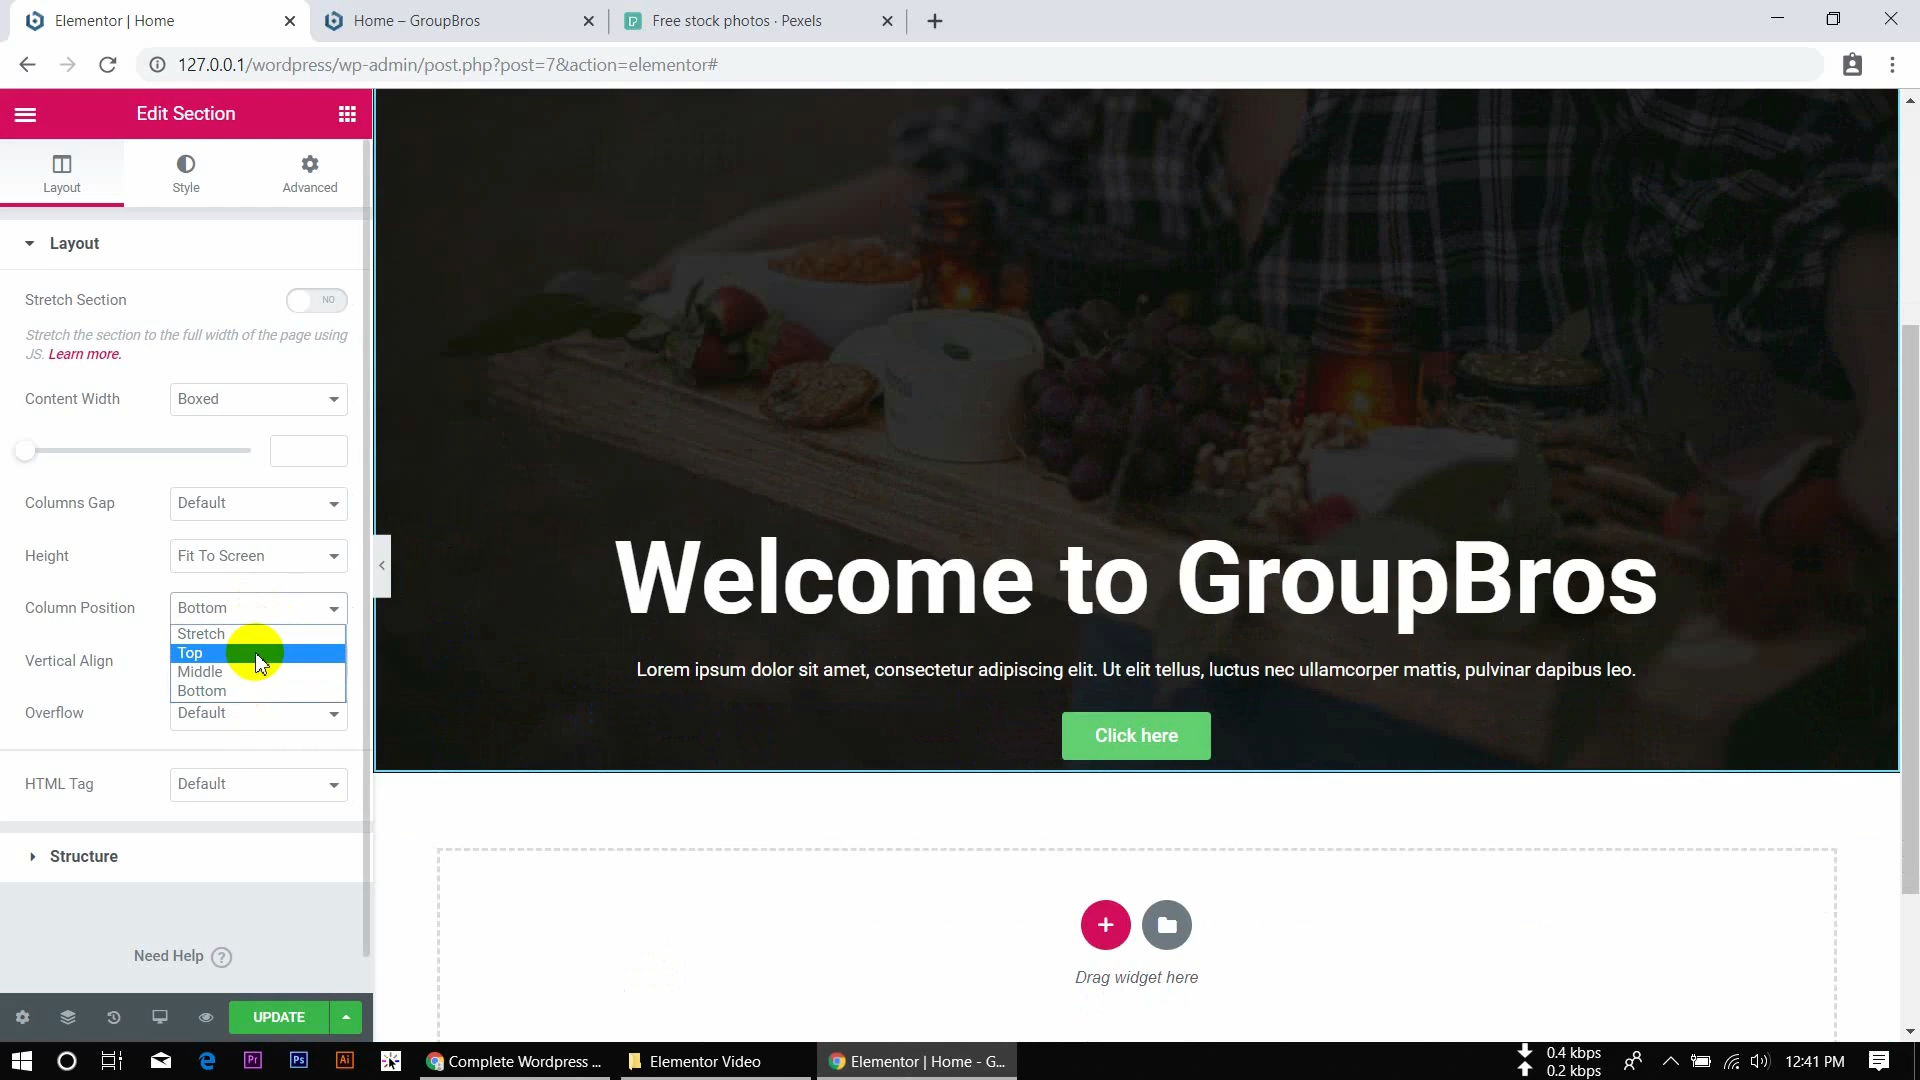 Elementor | Home
Home – GroupBros
Free stock photos · Pexels
127.0.0.1/wordpress/wp-admin/post.php?post=7&action=elementor#
Edit Section
Layout
Style
Advanced
Layout
Stretch Section
NO
Stretch the section to the full width of the page using
JS. Learn more.
Content Width
Boxed
Columns Gap
Default
Height
Fit To Screen
Column Position
Bottom
Stretch
Top
Middle
Bottom
Vertical Align
Overflow
Default
HTML Tag
Default
Structure
Need Help ?
UPDATE
Welcome to GroupBros
Lorem ipsum dolor sit amet, consectetur adipiscing elit. Ut elit tellus, luctus nec ullamcorper mattis, pulvinar dapibus leo.
Click here
Drag widget here
Pr
Ps
Ai
Complete Wordpress ...
Elementor Video
Elementor | Home - G...
0.4 kbps
0.2 kbps
12:41 PM